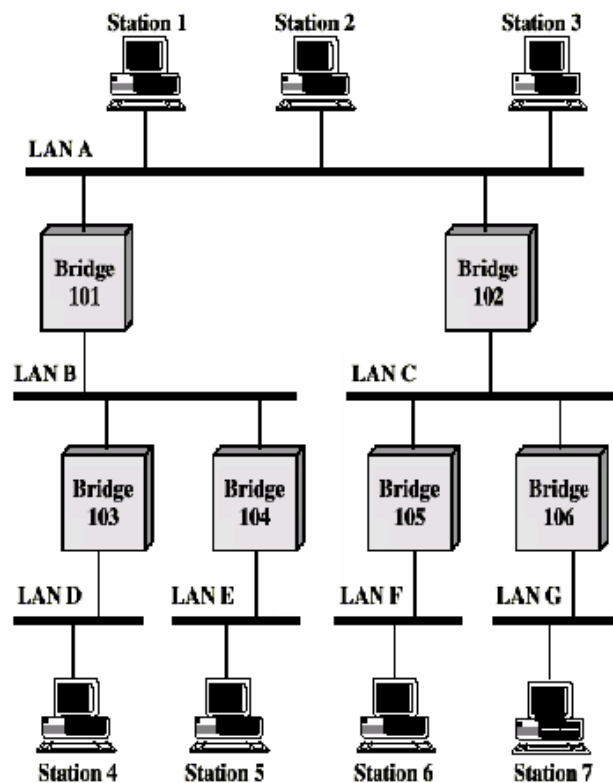 Station 1 Station 2 Station 3
LAN A
Bridge 101 Bridge 102
LAN B LAN C
Bridge 103 Bridge 104 Bridge 105 Bridge 106
LAN D LAN E LAN F LAN G
Station 4 Station 5 Station 6 Station 7